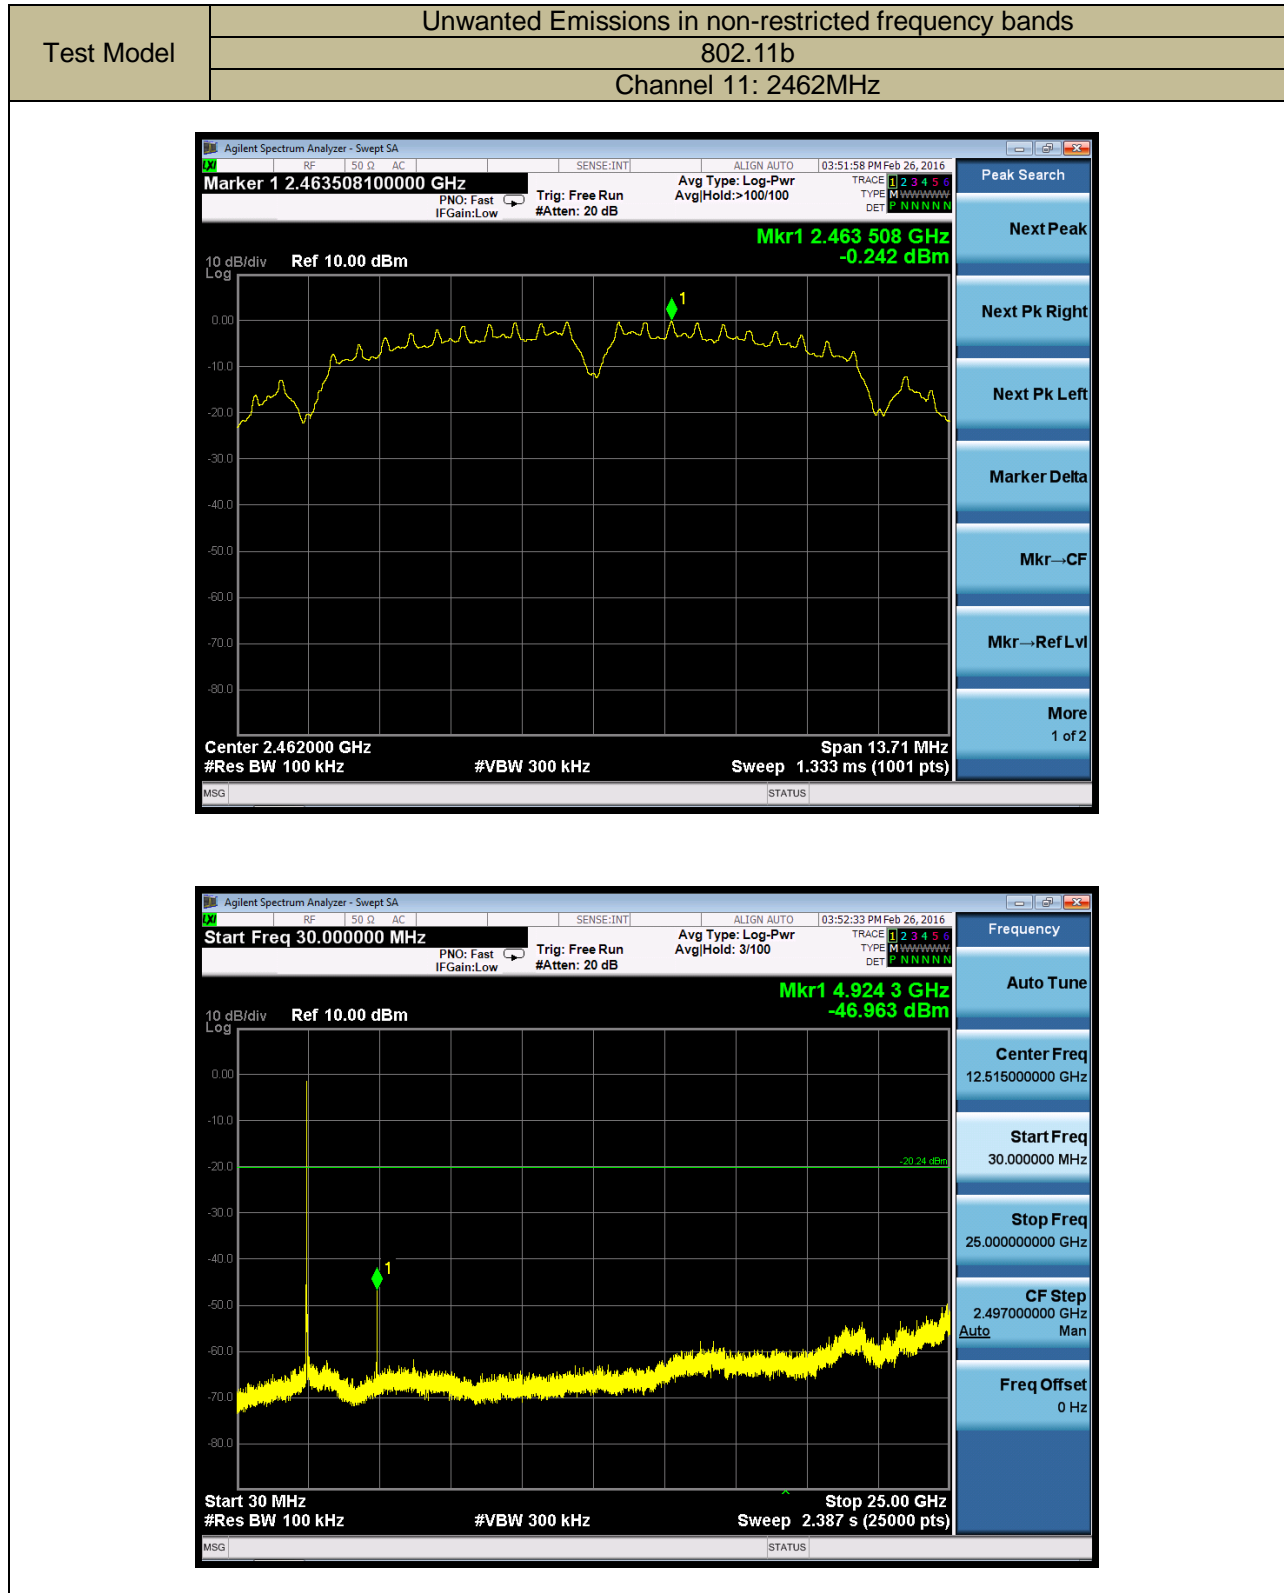 Test Model
Unwanted Emissions in non-restricted frequency bands
802.11b
Channel 11: 2462MHz
Agilent Spectrum Analyzer - Swept SA
LXI RF 50 Ω AC SENSE:INT ALIGN AUTO 03:51:58 PM Feb 26, 2016
Marker 1 2.463508100000 GHz
PNO: Fast
IFGain:Low
Trig: Free Run
#Atten: 20 dB
Avg Type: Log-Pwr
Avg|Hold:>100/100
TRACE 1 2 3 4 5 6
TYPE M W W W W W
DET P N N N N N
Mkr1 2.463 508 GHz
-0.242 dBm
10 dB/div Ref 10.00 dBm
Log
1
0.00
-10.0
-20.0
-30.0
-40.0
-50.0
-60.0
-70.0
-80.0
Center 2.462000 GHz Span 13.71 MHz
#Res BW 100 kHz #VBW 300 kHz Sweep 1.333 ms (1001 pts)
MSG STATUS
Peak Search
Next Peak
Next Pk Right
Next Pk Left
Marker Delta
Mkr→CF
Mkr→Ref Lvl
More
1 of 2
Agilent Spectrum Analyzer - Swept SA
LXI RF 50 Ω AC SENSE:INT ALIGN AUTO 03:52:33 PM Feb 26, 2016
Start Freq 30.000000 MHz
PNO: Fast
IFGain:Low
Trig: Free Run
#Atten: 20 dB
Avg Type: Log-Pwr
Avg|Hold: 3/100
TRACE 1 2 3 4 5 6
TYPE M W W W W W
DET P N N N N N
Mkr1 4.924 3 GHz
-46.963 dBm
10 dB/div Ref 10.00 dBm
Log
0.00
-10.0
-20.0
-20.24 dBm
-30.0
-40.0
1
-50.0
-60.0
-70.0
-80.0
Start 30 MHz Stop 25.00 GHz
#Res BW 100 kHz #VBW 300 kHz Sweep 2.387 s (25000 pts)
MSG STATUS
Frequency
Auto Tune
Center Freq
12.515000000 GHz
Start Freq
30.000000 MHz
Stop Freq
25.000000000 GHz
CF Step
2.497000000 GHz
Auto Man
Freq Offset
0 Hz